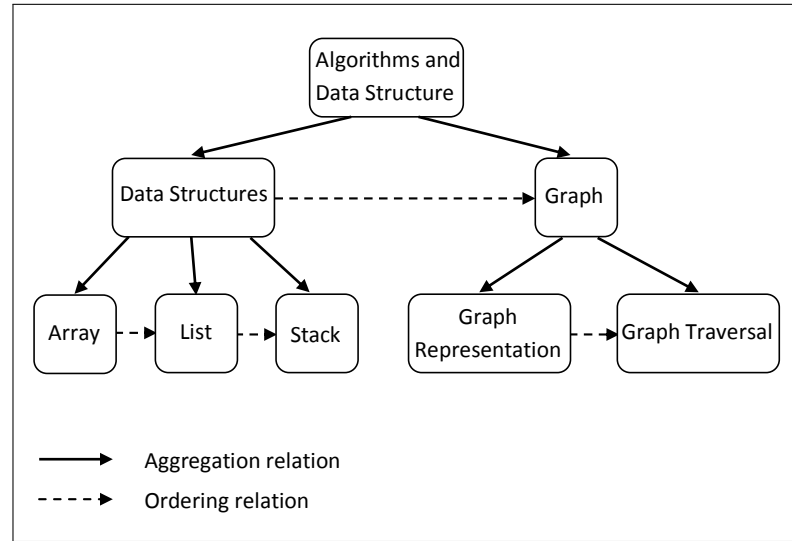 Algorithms and
Data Structure
Data Structures
Graph
Array
List
Stack
Graph
Representation
Graph Traversal
Aggregation relation
Ordering relation